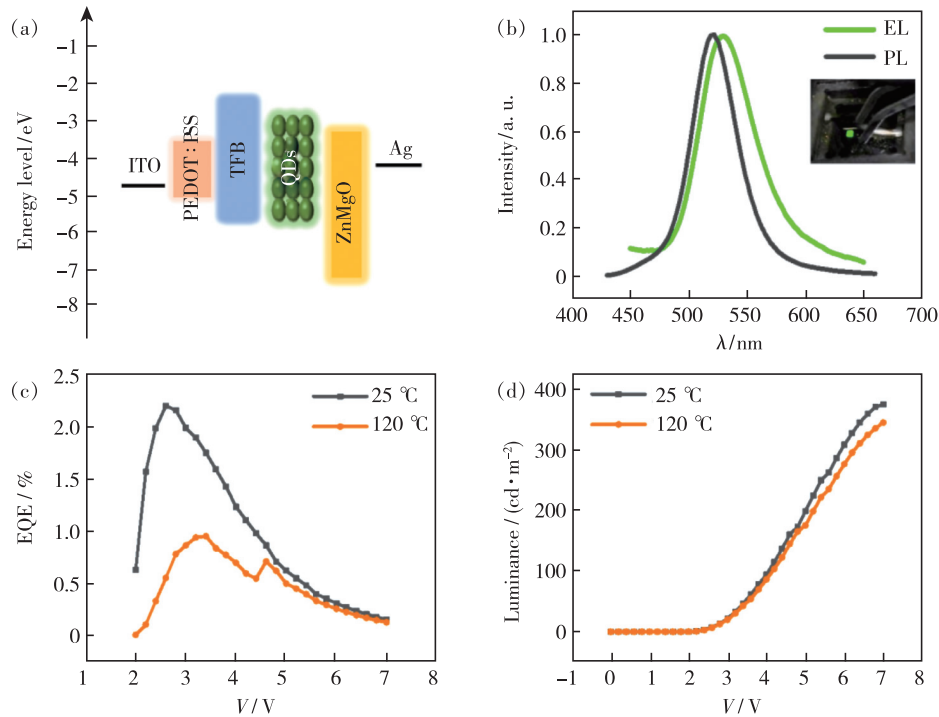 (a)
Energy level/eV
-1
-2
-3
-4
-5
-6
-7
-8
ITO
PEDOT:PSS
TFB
QDs
ZnMgO
Ag
(b)
Intensity/a. u.
1.0
0.8
0.6
0.4
0.2
0
400 450 500 550 600 650 700
λ/nm
EL
PL
(c)
EQE / %
2.5
2.0
1.5
1.0
0.5
0
1 2 3 4 5 6 7 8
V / V
25 ℃
120 ℃
(d)
Luminance / (cd·m⁻²)
400
300
200
100
0
-1 0 1 2 3 4 5 6 7 8
V / V
25 ℃
120 ℃